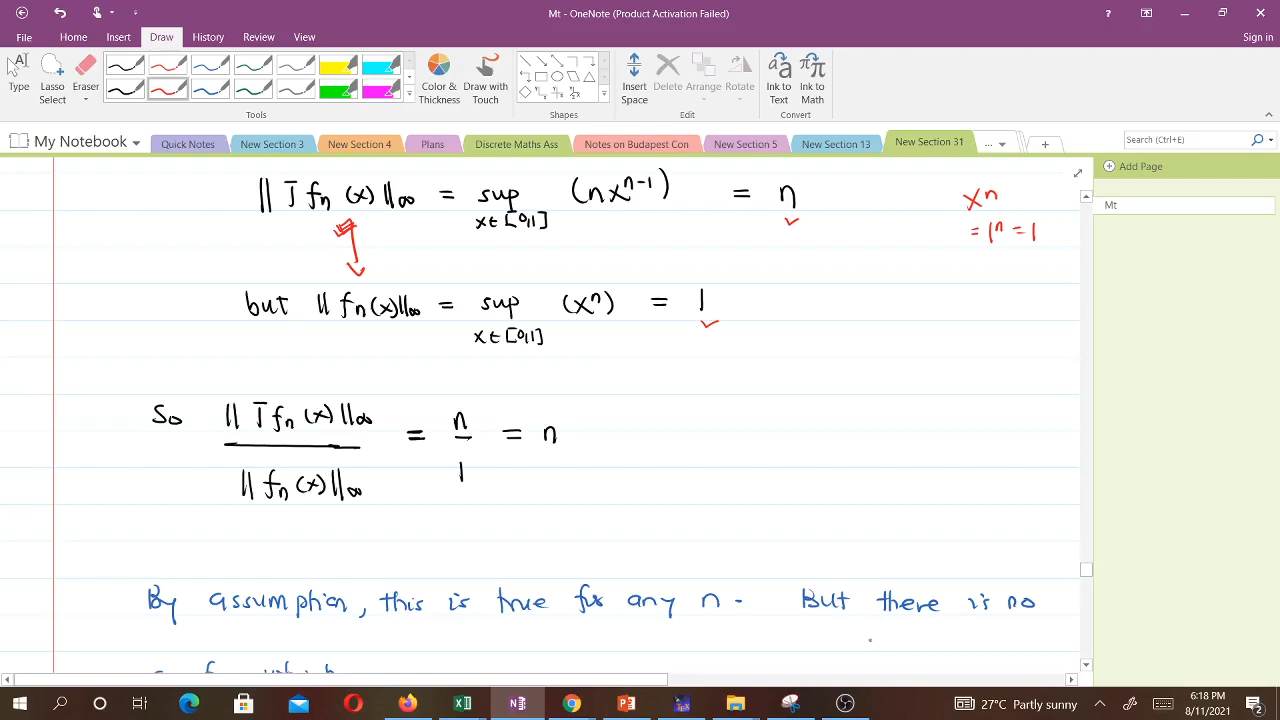 Mt - OneNote (Product Activation Failed)
File Home Insert Draw History Review View Sign in
Type Lasso Select Eraser Color & Thickness Draw with Touch Insert Space Delete Arrange Rotate Ink to Text Ink to Math
Tools Shapes Edit Convert
My Notebook Quick Notes New Section 3 New Section 4 Plans Discrete Maths Ass Notes on Budapest Con New Section 5 New Section 13 New Section 31 ... Search (Ctrl+E)
Add Page
Mt
‖ T fₙ (x) ‖∞ = sup (n xⁿ⁻¹) = n
x∈[0,1]
xⁿ
= 1ⁿ = 1
but ‖ fₙ(x)‖∞ = sup (xⁿ) = 1
x∈[0,1]
So ‖ T fₙ (x) ‖∞ = n = n
‖ fₙ (x) ‖∞ 1
By assumption, this is true for any n. But there is no
27°C Partly sunny 6:18 PM
8/11/2021